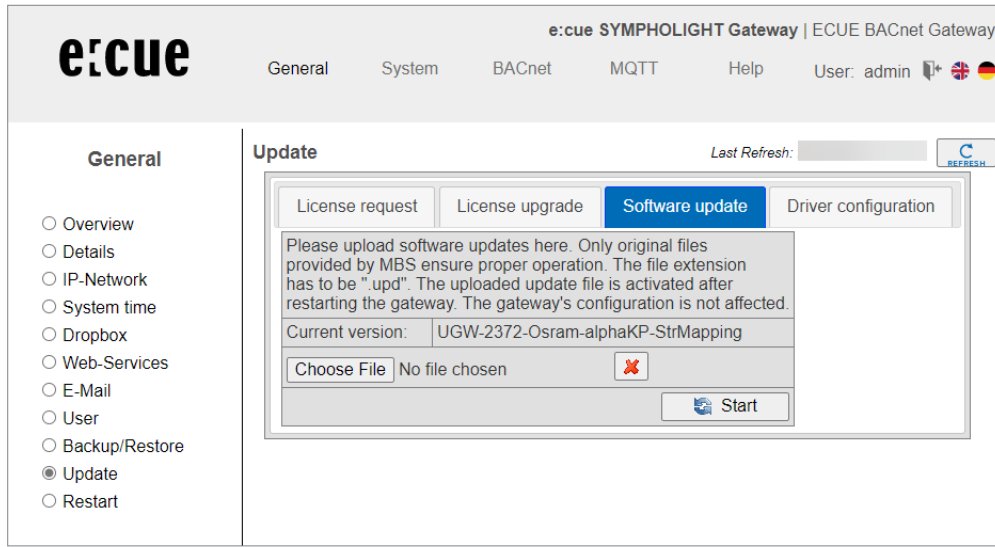 e:cue SYMPHOLIGHT Gateway | ECUE BACnet Gateway
e:cue
General System BACnet MQTT Help User: admin
General
Update
Last Refresh:
REFRESH
License request License upgrade Software update Driver configuration
Overview
Details
IP-Network
System time
Dropbox
Web-Services
E-Mail
User
Backup/Restore
Update
Restart
Please upload software updates here. Only original files
provided by MBS ensure proper operation. The file extension
has to be ".upd". The uploaded update file is activated after
restarting the gateway. The gateway's configuration is not affected.
Current version: UGW-2372-Osram-alphaKP-StrMapping
Choose File No file chosen
Start